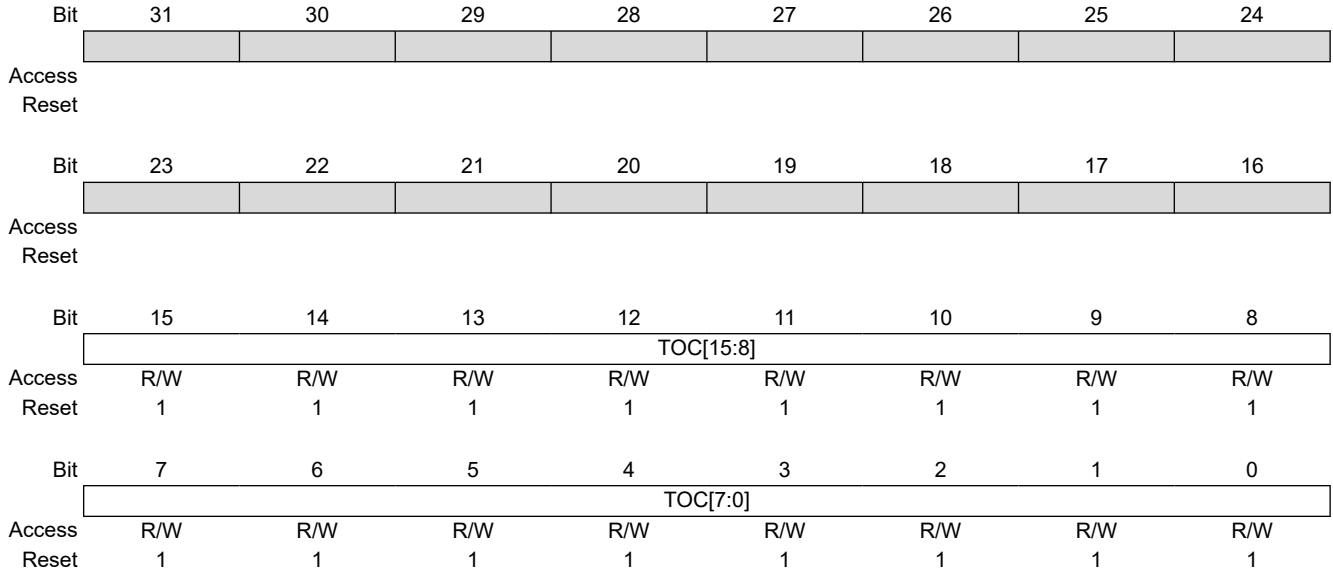 Bit 31 30 29 28 27 26 25 24
Access
Reset
Bit 23 22 21 20 19 18 17 16
Access
Reset
Bit 15 14 13 12 11 10 9 8
TOC[15:8]
Access R/W R/W R/W R/W R/W R/W R/W R/W
Reset 1 1 1 1 1 1 1 1
Bit 7 6 5 4 3 2 1 0
TOC[7:0]
Access R/W R/W R/W R/W R/W R/W R/W R/W
Reset 1 1 1 1 1 1 1 1